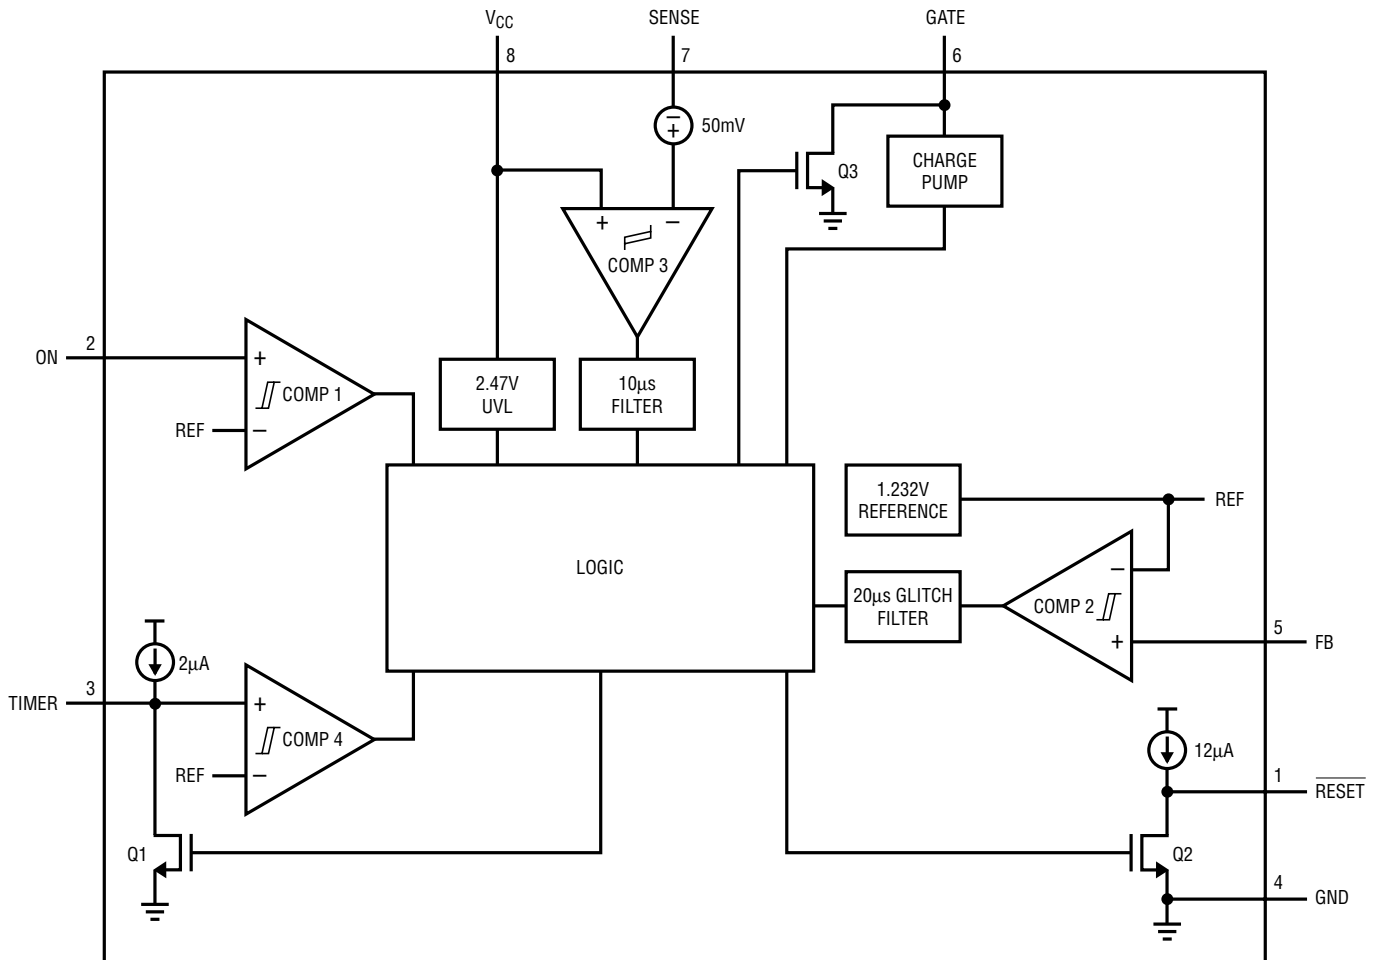 VCC
SENSE
GATE
8
7
6
−
+
50mV
Q3
CHARGE
PUMP
+
−
COMP 3
ON
2
+
COMP 1
REF
−
2.47V
UVL
10µs
FILTER
1.232V
REFERENCE
REF
LOGIC
−
20µs GLITCH
FILTER
COMP 2
+
5
FB
2µA
TIMER
3
+
COMP 4
REF
−
12µA
1
RESET
Q1
Q2
4
GND